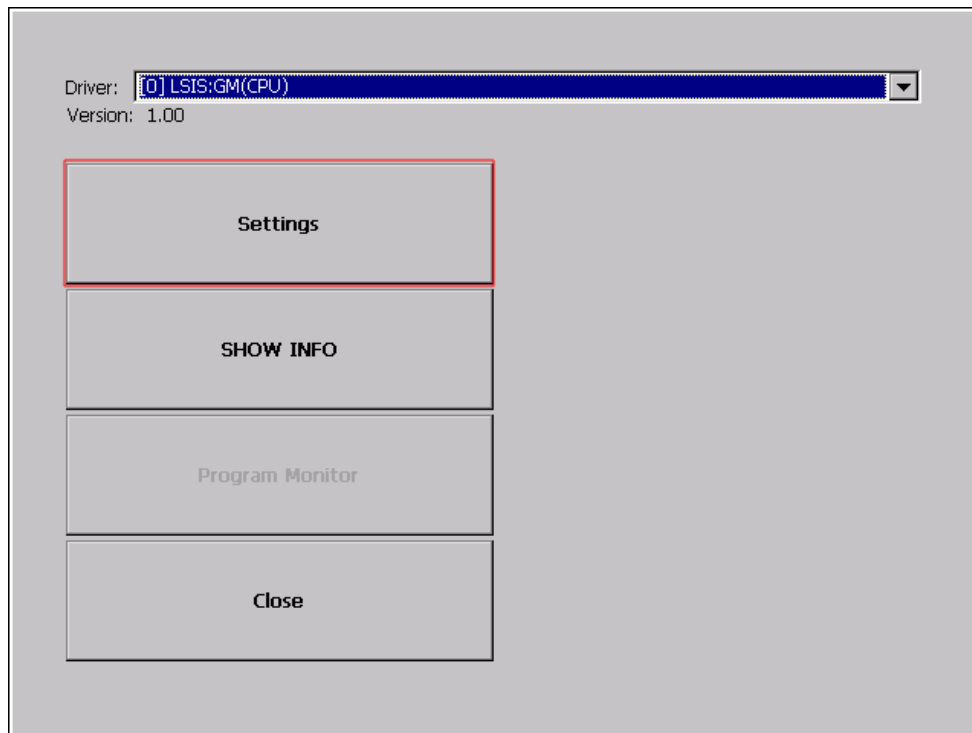 Driver: [0] LSIS:GM(CPU)
Version: 1.00
Settings
SHOW INFO
Program Monitor
Close